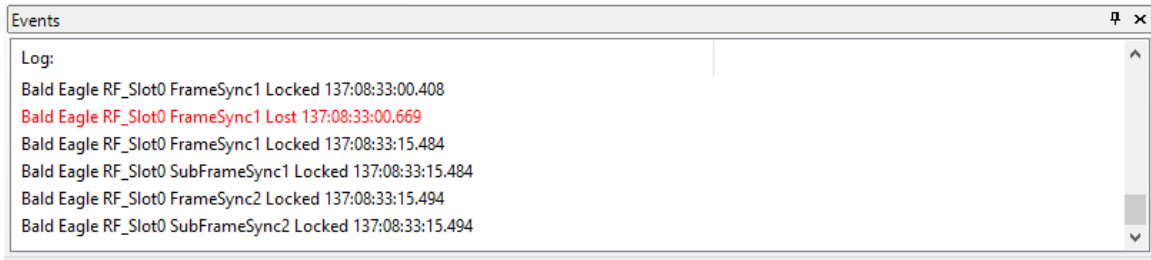 Events
Log:
Bald Eagle RF_Slot0 FrameSync1 Locked 137:08:33:00.408
Bald Eagle RF_Slot0 FrameSync1 Lost 137:08:33:00.669
Bald Eagle RF_Slot0 FrameSync1 Locked 137:08:33:15.484
Bald Eagle RF_Slot0 SubFrameSync1 Locked 137:08:33:15.484
Bald Eagle RF_Slot0 FrameSync2 Locked 137:08:33:15.494
Bald Eagle RF_Slot0 SubFrameSync2 Locked 137:08:33:15.494